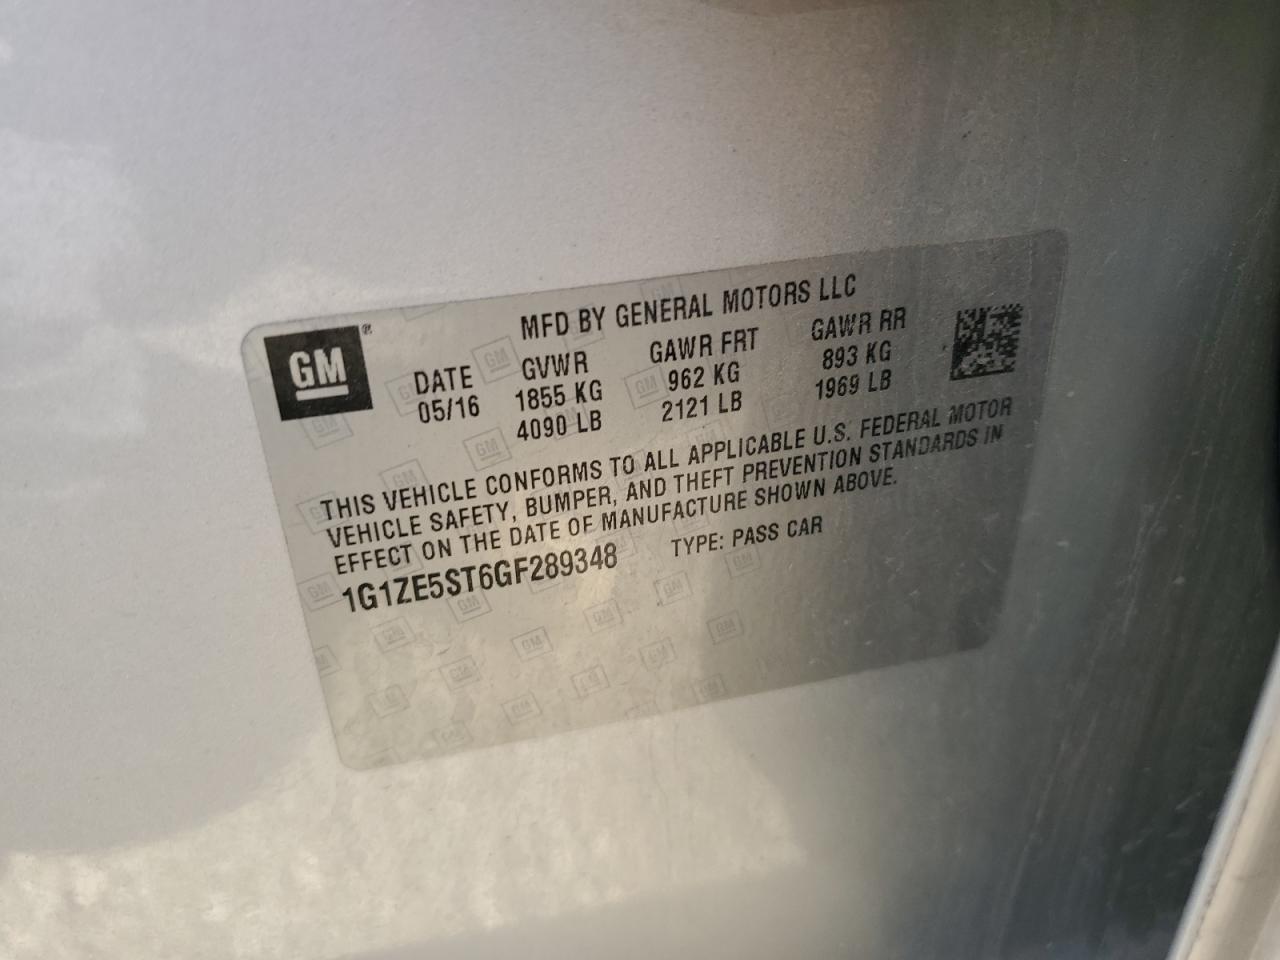 MFD BY GENERAL MOTORS LLC
GM®
DATE GVWR GAWR FRT GAWR RR
05/16 1855 KG 962 KG 893 KG
4090 LB 2121 LB 1969 LB
THIS VEHICLE CONFORMS TO ALL APPLICABLE U.S. FEDERAL MOTOR
VEHICLE SAFETY, BUMPER, AND THEFT PREVENTION STANDARDS IN
EFFECT ON THE DATE OF MANUFACTURE SHOWN ABOVE.
1G1ZE5ST6GF289348 TYPE: PASS CAR